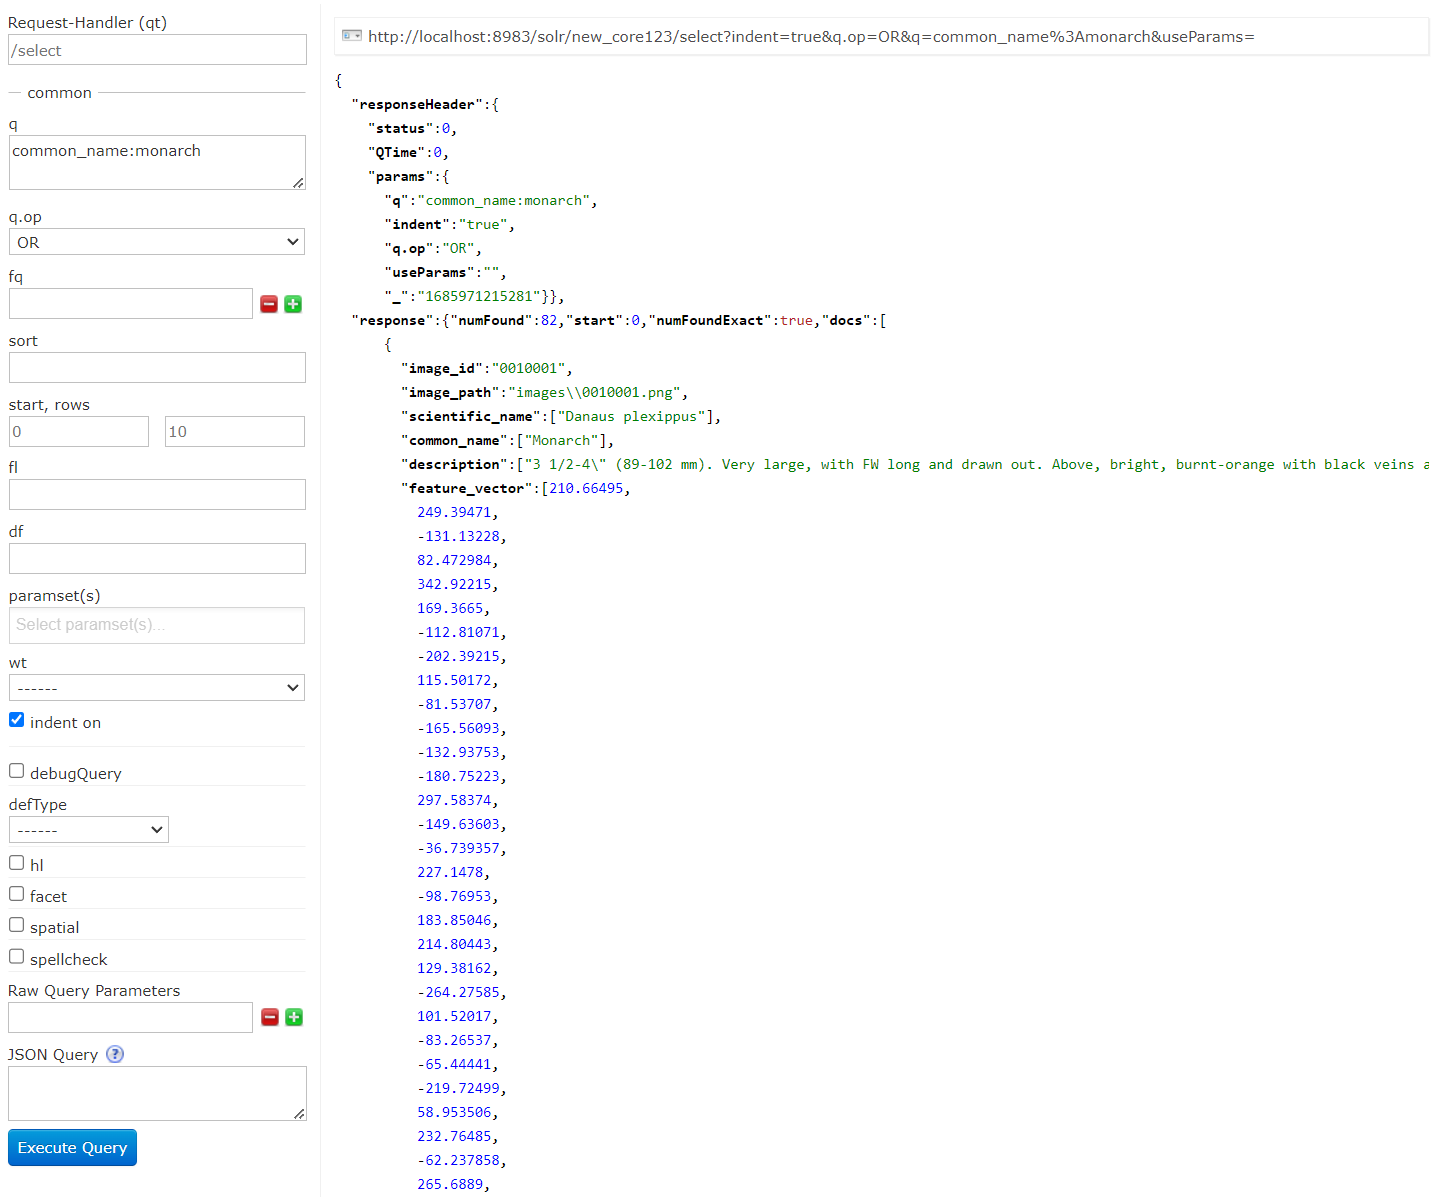 Request-Handler (qt)
/select
common
q
common_name:monarch
q.op
OR
fq
sort
start, rows
0 10
fl
df
paramset(s)
Select paramset(s)...
wt
------
indent on
debugQuery
defType
------
hl
facet
spatial
spellcheck
Raw Query Parameters
JSON Query ?
Execute Query
http://localhost:8983/solr/new_core123/select?indent=true&q.op=OR&q=common_name%3Amonarch&useParams=
{
"responseHeader":{
"status":0,
"QTime":0,
"params":{
"q":"common_name:monarch",
"indent":"true",
"q.op":"OR",
"useParams":"",
"_":"1685971215281"}},
"response":{"numFound":82,"start":0,"numFoundExact":true,"docs":[
{
"image_id":"0010001",
"image_path":"images\\0010001.png",
"scientific_name":["Danaus plexippus"],
"common_name":["Monarch"],
"description":["3 1/2-4\" (89-102 mm). Very large, with FW long and drawn out. Above, bright, burnt-orange with black veins a
"feature_vector":[210.66495,
249.39471,
-131.13228,
82.472984,
342.92215,
169.3665,
-112.81071,
-202.39215,
115.50172,
-81.53707,
-165.56093,
-132.93753,
-180.75223,
297.58374,
-149.63603,
-36.739357,
227.1478,
-98.76953,
183.85046,
214.80443,
129.38162,
-264.27585,
101.52017,
-83.26537,
-65.44441,
-219.72499,
58.953506,
232.76485,
-62.237858,
265.6889,